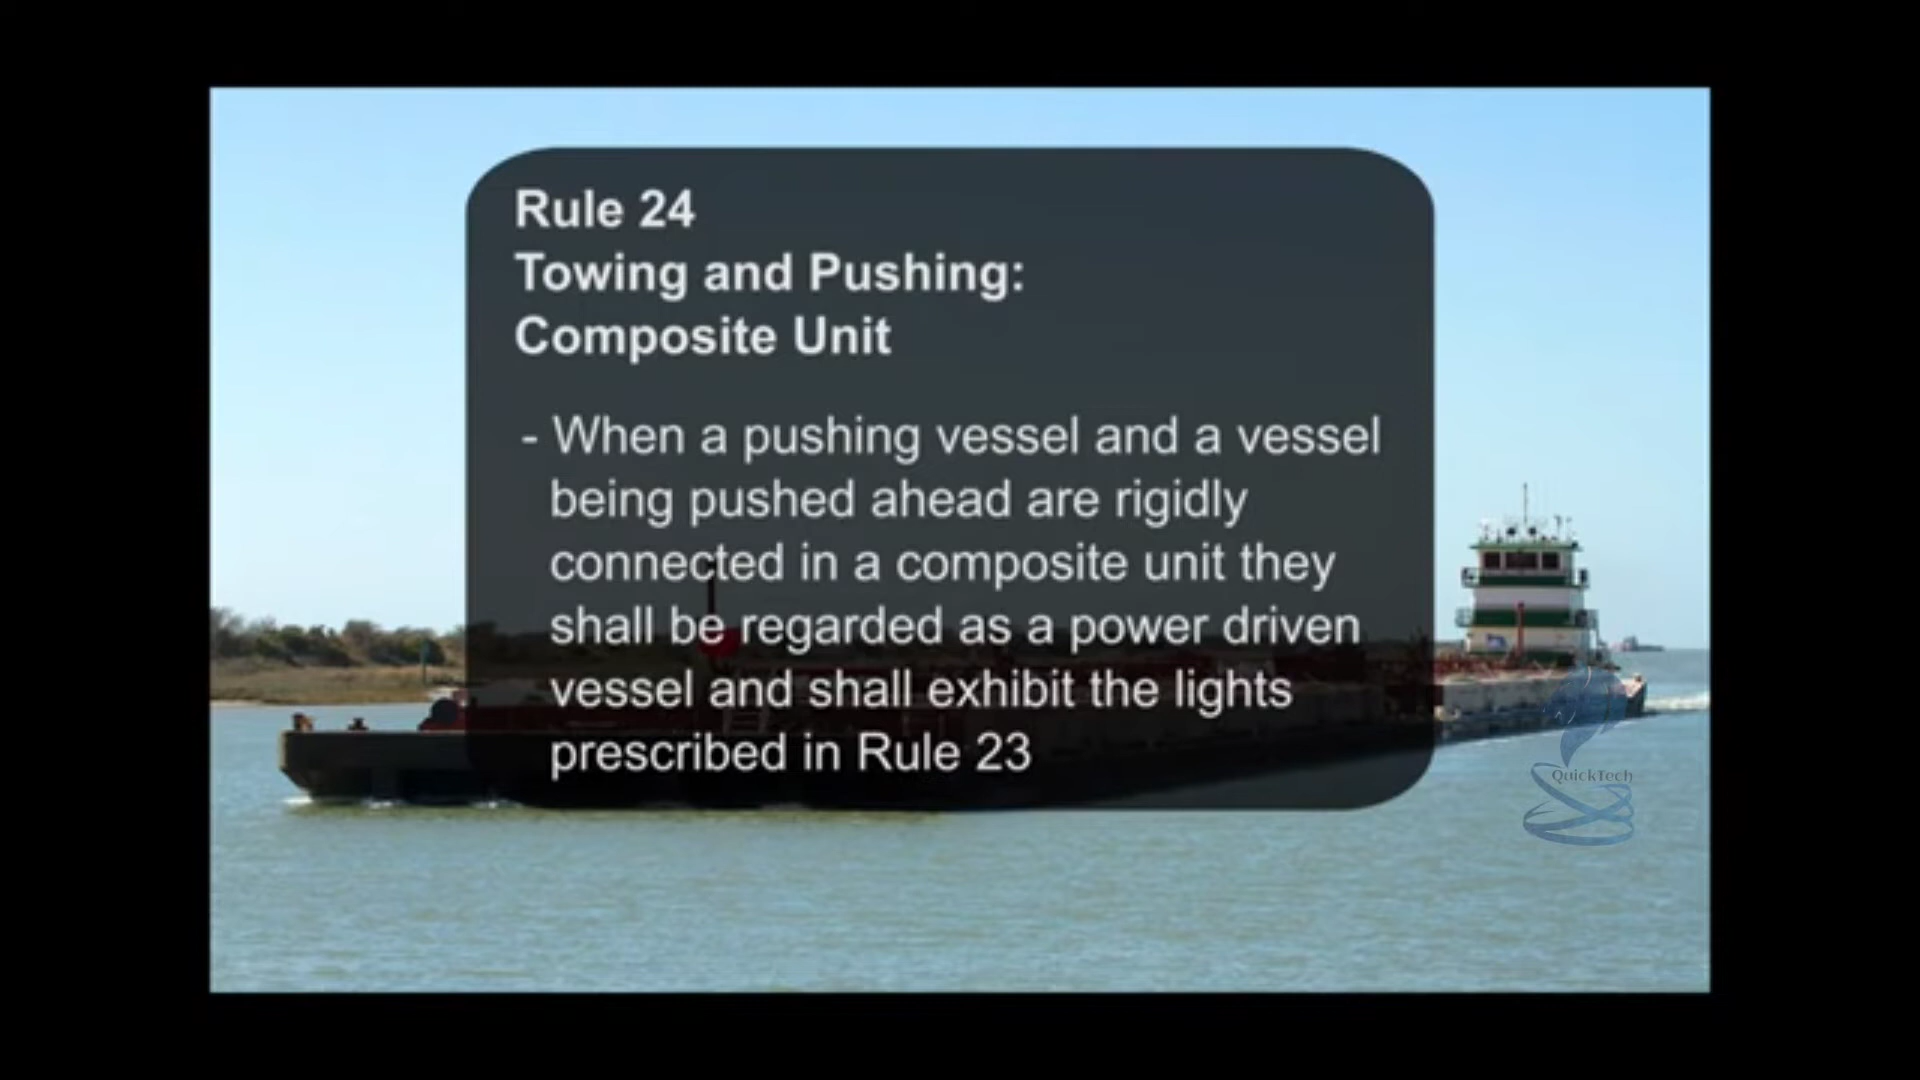 Rule 24
Towing and Pushing:
Composite Unit
- When a pushing vessel and a vessel
being pushed ahead are rigidly
connected in a composite unit they
shall be regarded as a power driven
vessel and shall exhibit the lights
prescribed in Rule 23
QuickTech